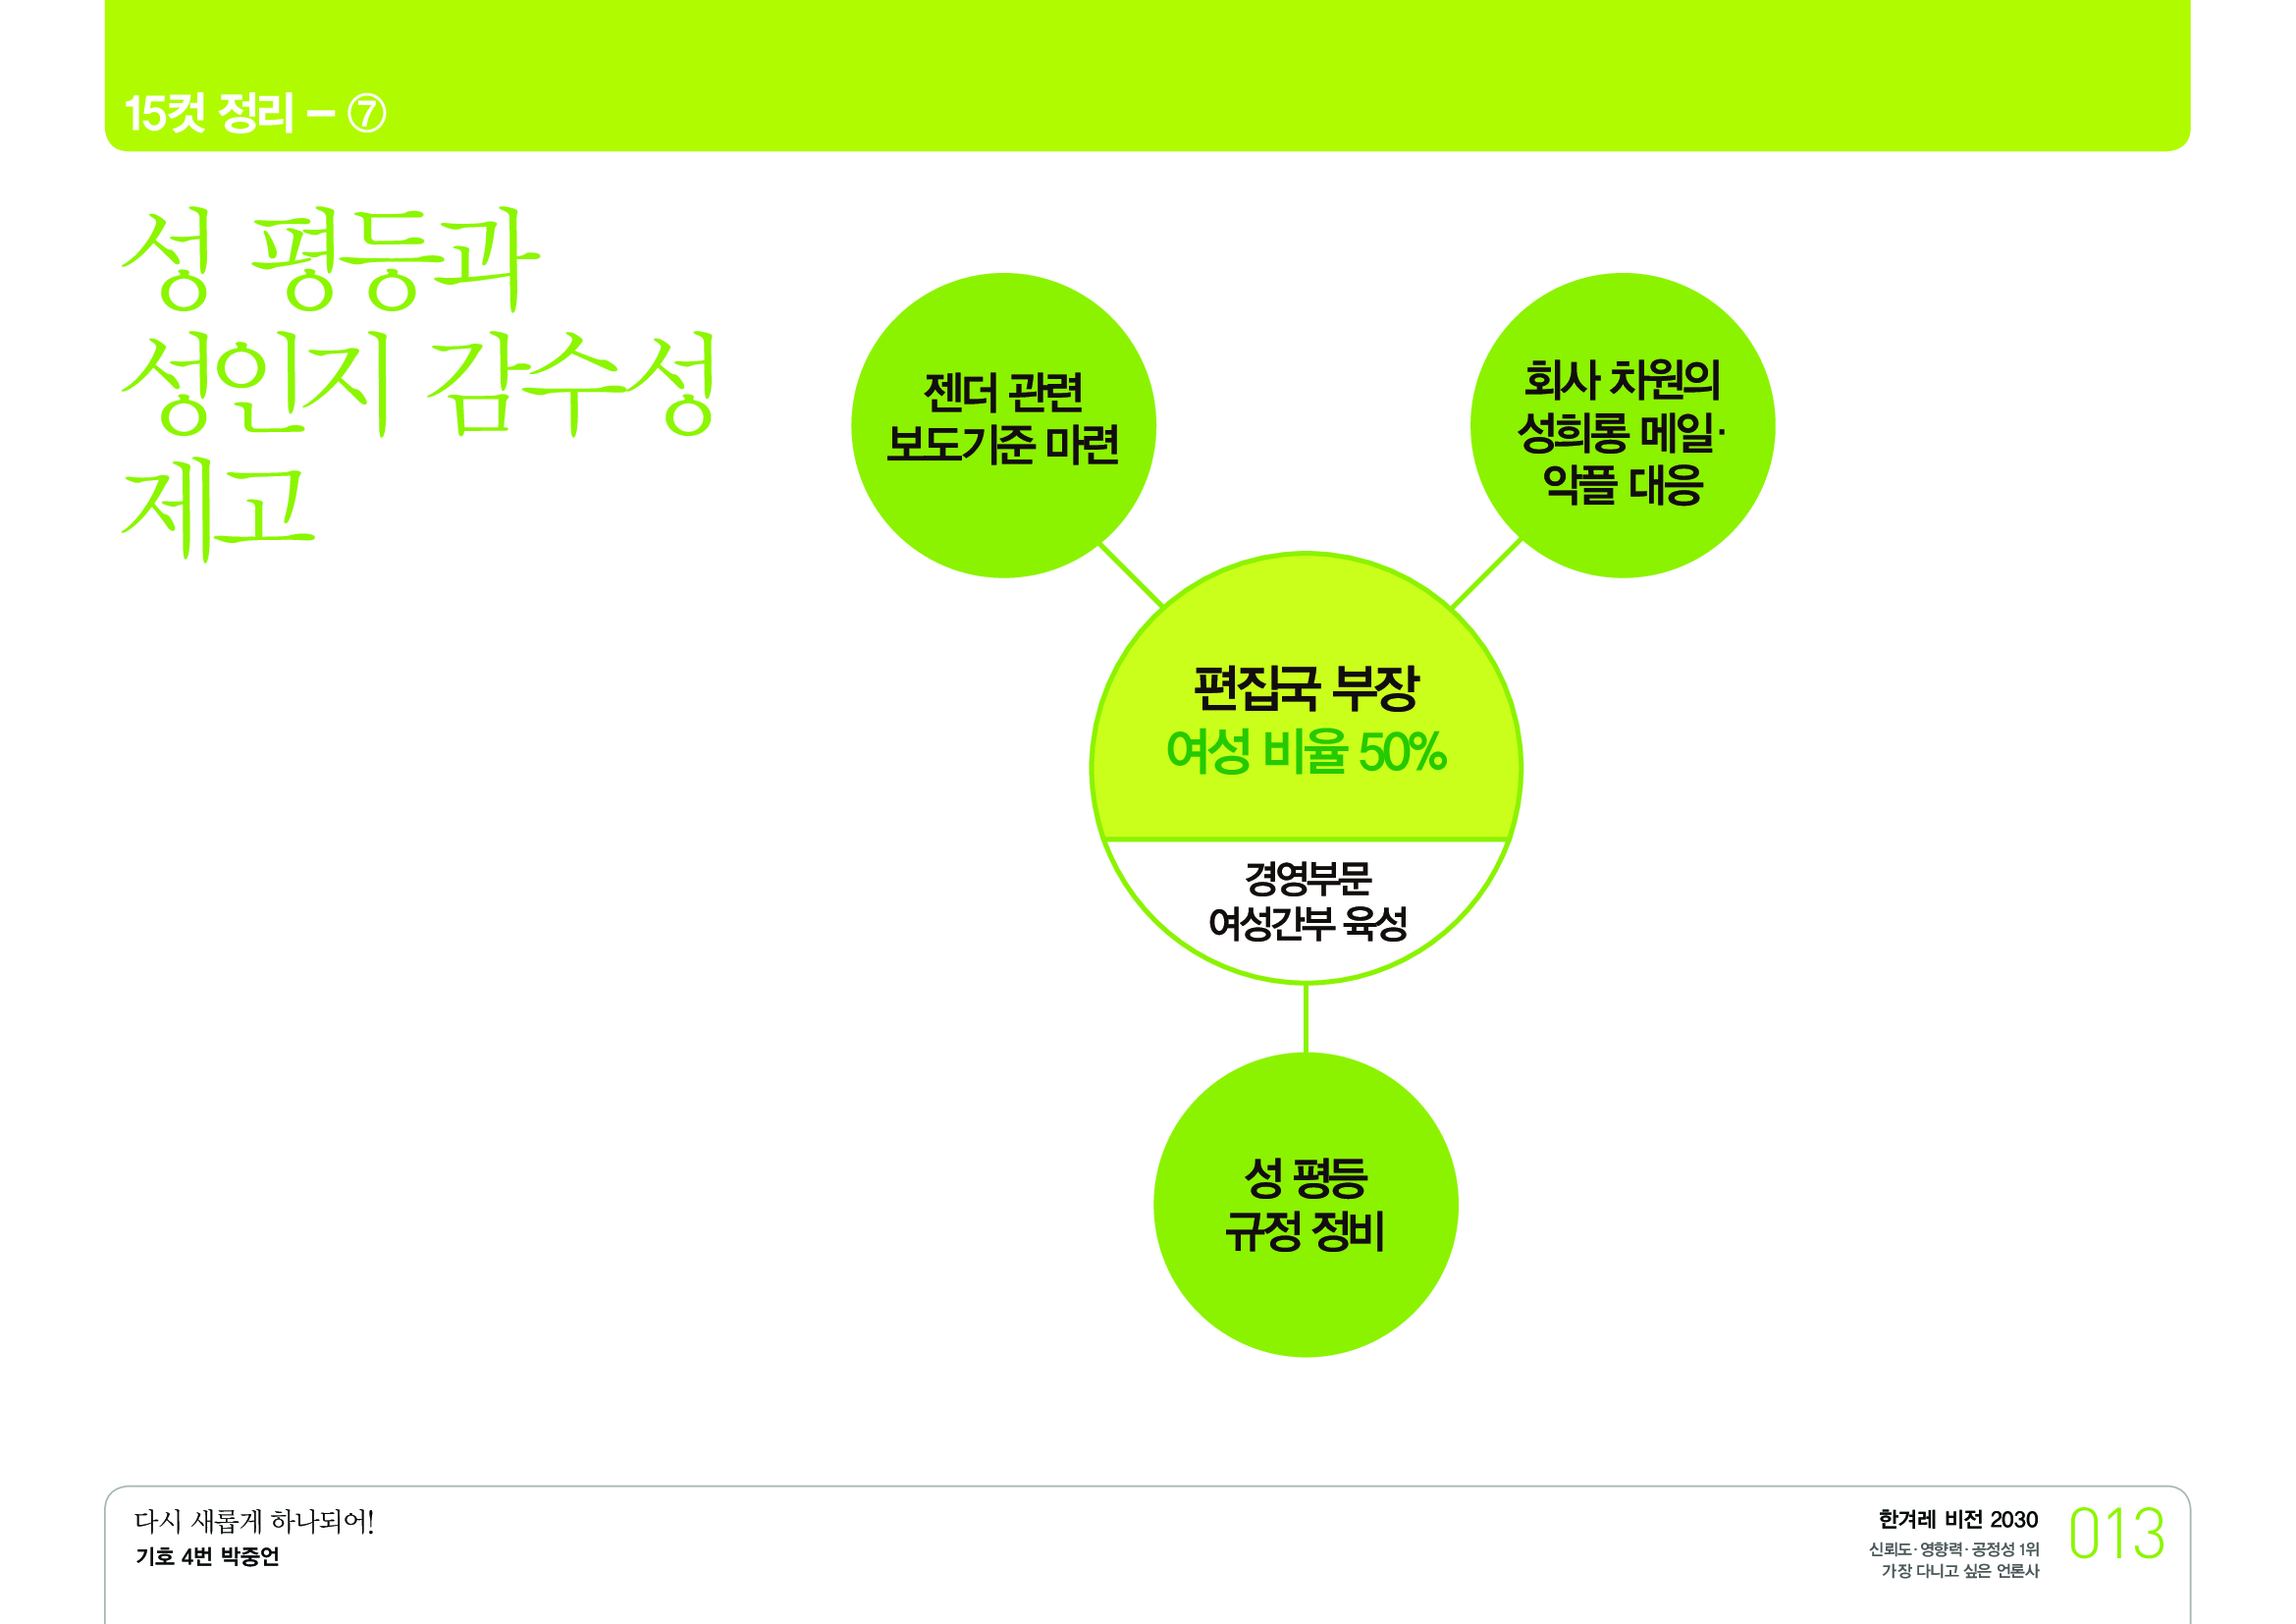 15컷 정리 – ⑦
성 평등과
성인지 감수성
제고
젠더 관련
보도기준 마련
회사 차원의
성희롱 메일·
악플 대응
편집국 부장
여성 비율 50%
경영부문
여성간부 육성
성 평등
규정 정비
다시 새롭게 하나되어!
기호 4번 박중언
한겨레 비전 2030
신뢰도·영향력·공정성 1위
가장 다니고 싶은 언론사
013